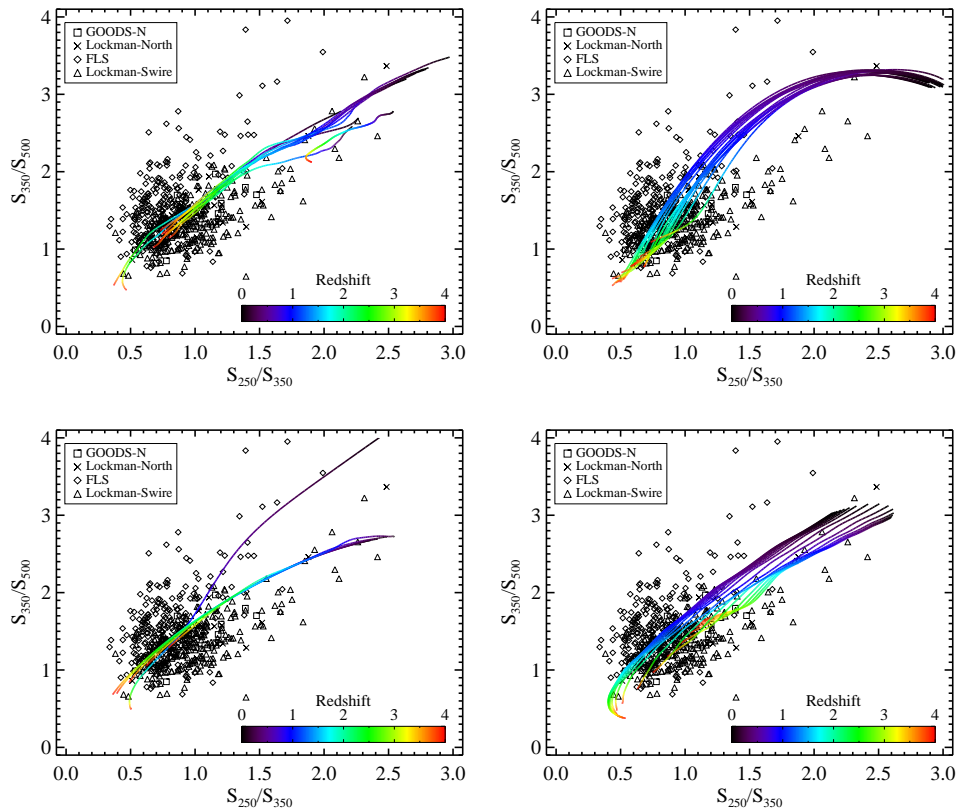 4
3
2
1
0
S350/S500
GOODS-N
Lockman-North
FLS
Lockman-Swire
Redshift
0 1 2 3 4
0.0 0.5 1.0 1.5 2.0 2.5 3.0
S250/S350
4
3
2
1
0
S350/S500
GOODS-N
Lockman-North
FLS
Lockman-Swire
Redshift
0 1 2 3 4
0.0 0.5 1.0 1.5 2.0 2.5 3.0
S250/S350
4
3
2
1
0
S350/S500
GOODS-N
Lockman-North
FLS
Lockman-Swire
Redshift
0 1 2 3 4
0.0 0.5 1.0 1.5 2.0 2.5 3.0
S250/S350
4
3
2
1
0
S350/S500
GOODS-N
Lockman-North
FLS
Lockman-Swire
Redshift
0 1 2 3 4
0.0 0.5 1.0 1.5 2.0 2.5 3.0
S250/S350